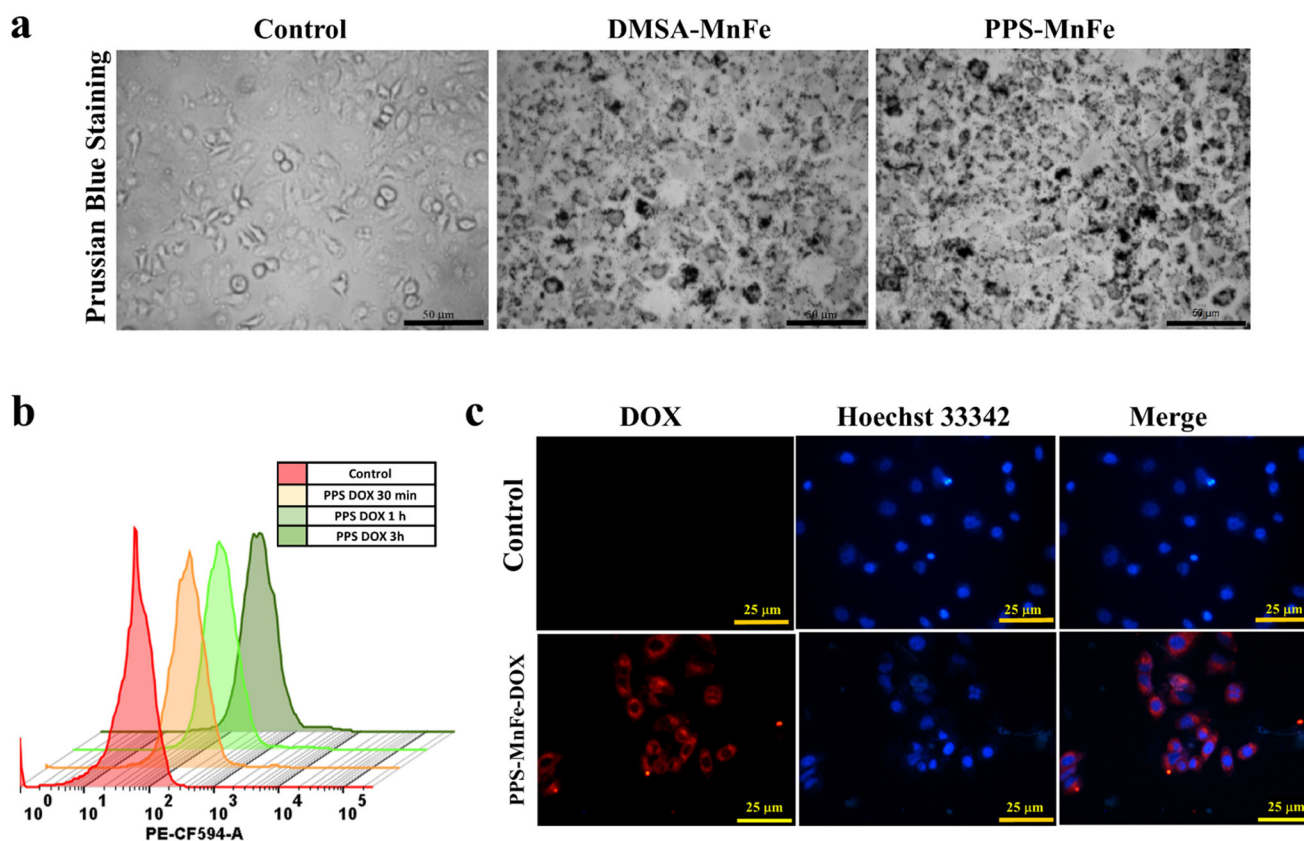 a
Control
DMSA-MnFe
PPS-MnFe
Prussian Blue Staining
50 μm
50 μm
50 μm
b
Control
PPS DOX 30 min
PPS DOX 1 h
PPS DOX 3h
10⁰ 10¹ 10² 10³ 10⁴ 10⁵
PE-CF594-A
c
DOX
Hoechst 33342
Merge
Control
25 μm
25 μm
25 μm
PPS-MnFe-DOX
25 μm
25 μm
25 μm